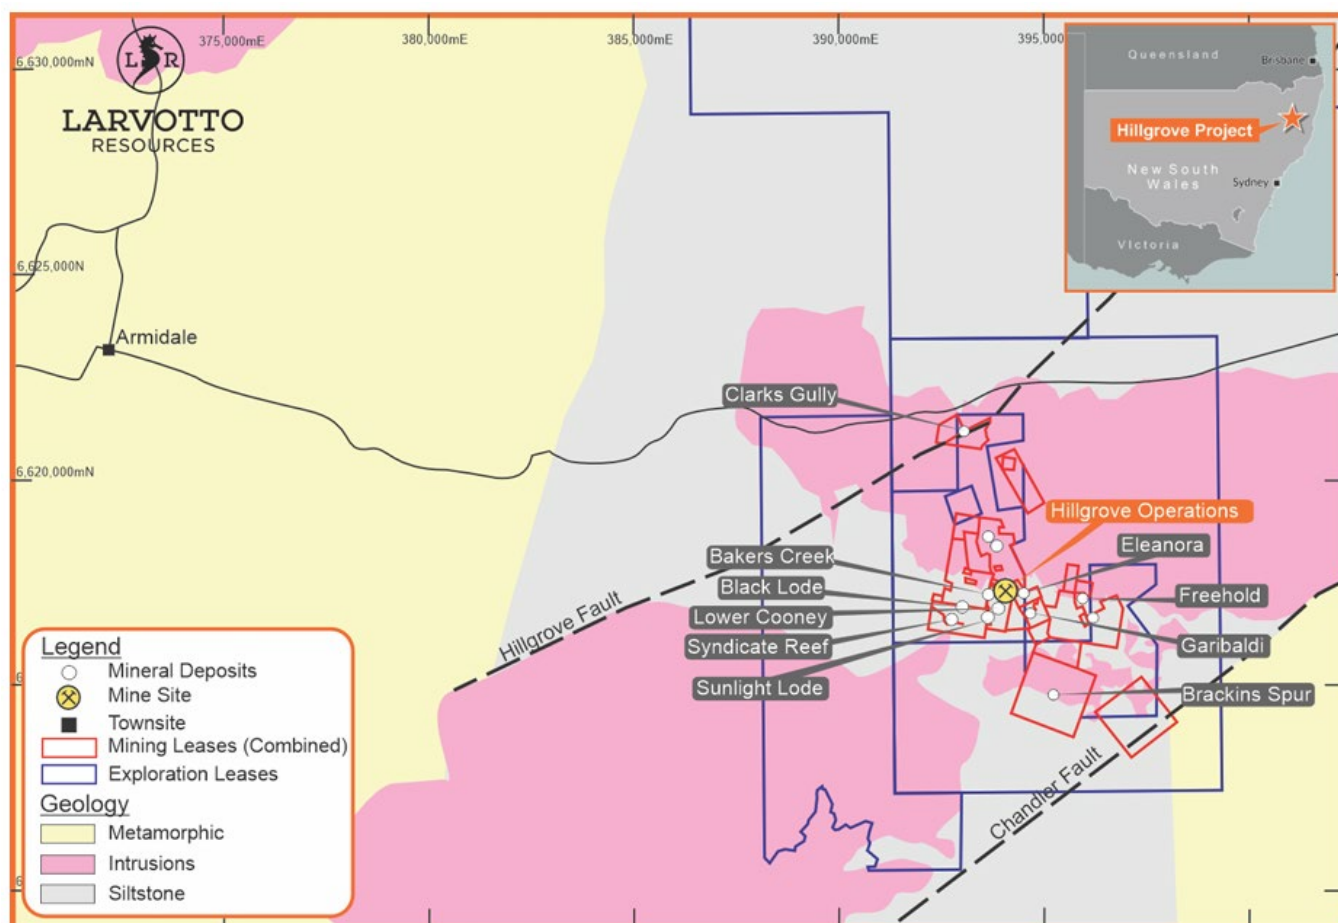 375,000mE
380,000mE
385,000mE
390,000mE
395,000
6,630,000mN
L R
LARVOTTO
RESOURCES
Queensland
Brisbane
Hillgrove Project
New South
Wales
Sydney
Victoria
6,625,000N
Armidale
Clarks Gully
6,620,000mN
Hillgrove Operations
Bakers Creek
Eleanora
Black Lode
Freehold
Lower Cooney
Syndicate Reef
Garibaldi
Sunlight Lode
Brackins Spur
Hillgrove Fault
Chandler Fault
Legend
Mineral Deposits
Mine Site
Townsite
Mining Leases (Combined)
Exploration Leases
Geology
Metamorphic
Intrusions
Siltstone